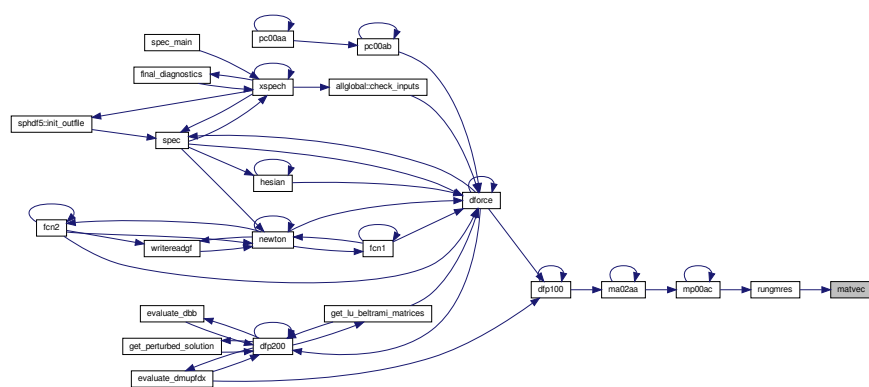 spec_main
pc00aa
pc00ab
final_diagnostics
xspech
allglobal::check_inputs
sphdf5::init_outfile
spec
hesian
dforce
fcn2
newton
fcn1
writereadgf
dfp100
ma02aa
mp00ac
rungmres
matvec
evaluate_dbb
get_lu_beltrami_matrices
get_perturbed_solution
dfp200
evaluate_dmupfdx